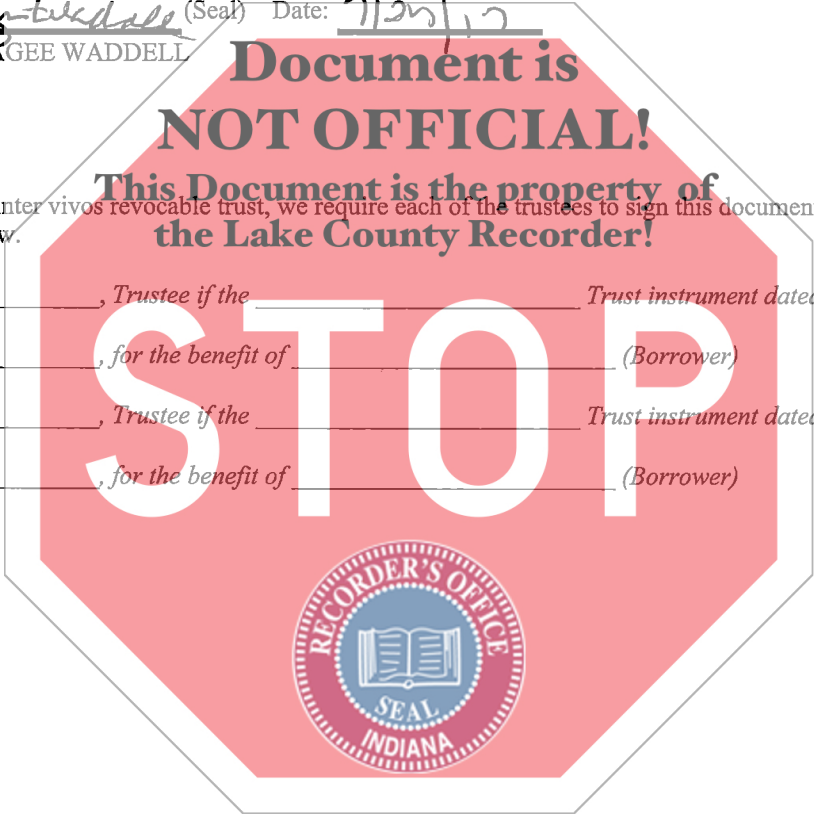 (Seal) Date:
GEE WADDELL
Document is
NOT OFFICIAL!
This Document is the property of
nter vivos revocable trust, we require each of the trustees to sign this documen
the Lake County Recorder!
w.
, Trustee if the Trust instrument dated
, for the benefit of (Borrower)
, Trustee if the Trust instrument dated
, for the benefit of (Borrower)
STOP
RECORDER'S OFFICE
SEAL
INDIANA